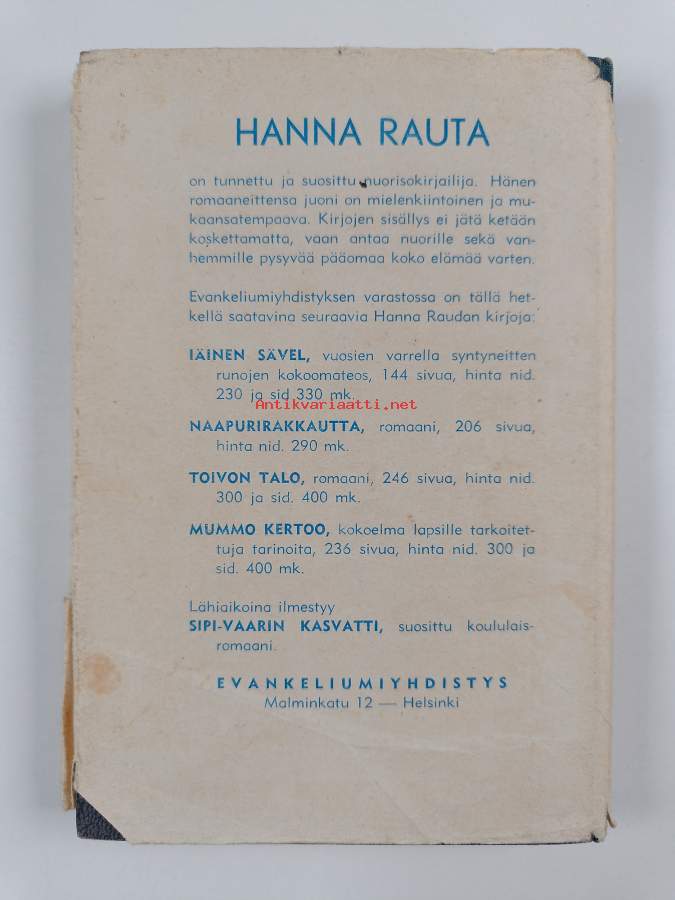 HANNA RAUTA
on tunnettu ja suosittu nuorisokirjailija. Hänen
romaaneittensa juoni on mielenkiintoinen ja mu-
kaansatempaava. Kirjojen sisällys ei jätä ketään
koskettamatta, vaan antaa nuorille sekä van-
hemmille pysyvää pääomaa koko elämää varten.
Evankeliumiyhdistyksen varastossa on tällä het-
kellä saatavina seuraavia Hanna Raudan kirjoja:
IÄINEN SÄVEL, vuosien varrella syntyneitten
runojen kokoomateos, 144 sivua, hinta nid.
230 ja sid 330 mk.
Antikvariaatti.net
NAAPURIRAKKAUTTA, romaani, 206 sivua,
hinta nid. 290 mk.
TOIVON TALO, romaani, 246 sivua, hinta nid.
300 ja sid. 400 mk.
MUMMO KERTOO, kokoelma lapsille tarkoitet-
tuja tarinoita, 236 sivua, hinta nid. 300 ja
sid. 400 mk.
Lähiaikoina ilmestyy
SIPI-VAARIN KASVATTI, suosittu koululais-
romaani.
EVANKELIUMIYHDISTYS
Malminkatu 12 — Helsinki